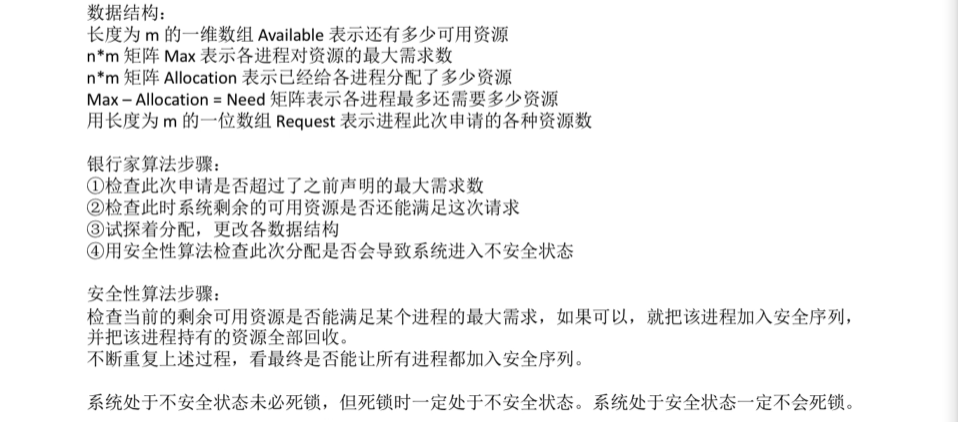 数据结构：
长度为 m 的一维数组 Available 表示还有多少可用资源
n*m 矩阵 Max 表示各进程对资源的最大需求数
n*m 矩阵 Allocation 表示已经给各进程分配了多少资源
Max – Allocation = Need 矩阵表示各进程最多还需要多少资源
用长度为 m 的一位数组 Request 表示进程此次申请的各种资源数
银行家算法步骤：
①检查此次申请是否超过了之前声明的最大需求数
②检查此时系统剩余的可用资源是否还能满足这次请求
③试探着分配，更改各数据结构
④用安全性算法检查此次分配是否会导致系统进入不安全状态
安全性算法步骤：
检查当前的剩余可用资源是否能满足某个进程的最大需求，如果可以，就把该进程加入安全序列，
并把该进程持有的资源全部回收。
不断重复上述过程，看最终是否能让所有进程都加入安全序列。
系统处于不安全状态未必死锁，但死锁时一定处于不安全状态。系统处于安全状态一定不会死锁。